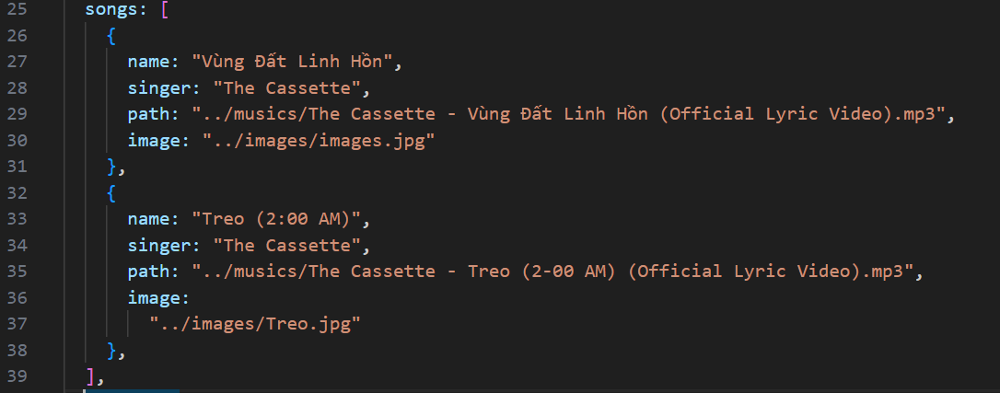 25 songs: [
26 {
27 name: "Vùng Đất Linh Hồn",
28 singer: "The Cassette",
29 path: "../musics/The Cassette - Vùng Đất Linh Hồn (Official Lyric Video).mp3",
30 image: "../images/images.jpg"
31 },
32 {
33 name: "Treo (2:00 AM)",
34 singer: "The Cassette",
35 path: "../musics/The Cassette - Treo (2-00 AM) (Official Lyric Video).mp3",
36 image:
37 "../images/Treo.jpg"
38 },
39 ],